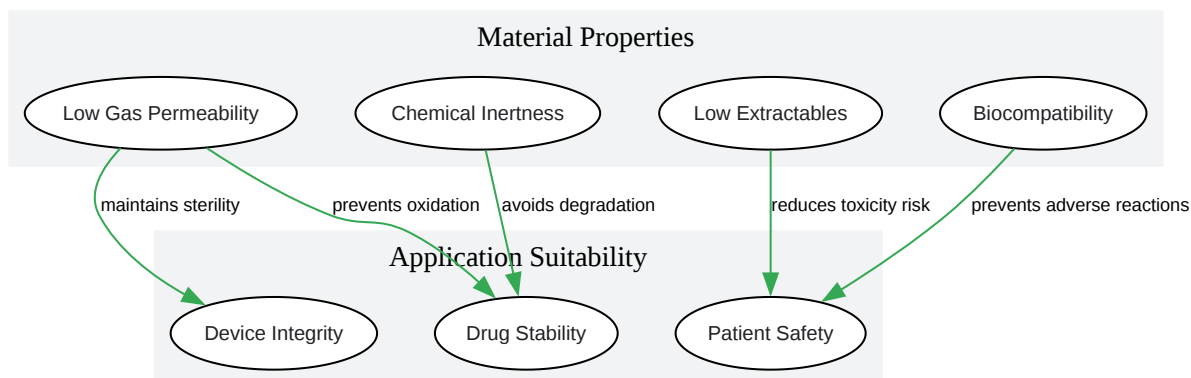 Material Properties
Low Gas Permeability
Chemical Inertness
Low Extractables
Biocompatibility
maintains sterility
prevents oxidation
avoids degradation
reduces toxicity risk
prevents adverse reactions
Application Suitability
Device Integrity
Drug Stability
Patient Safety